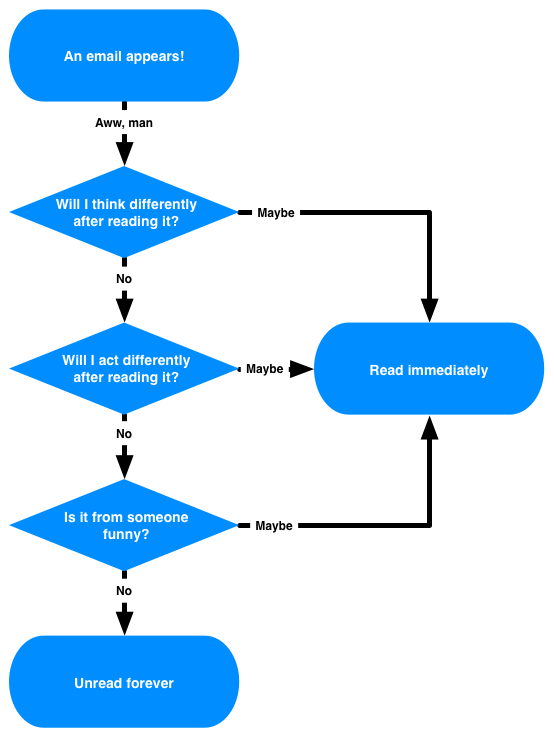 An email appears!
Aww, man
Will I think differently
after reading it?
Maybe
No
Will I act differently
after reading it?
Maybe
Read immediately
No
Is it from someone
funny?
Maybe
No
Unread forever